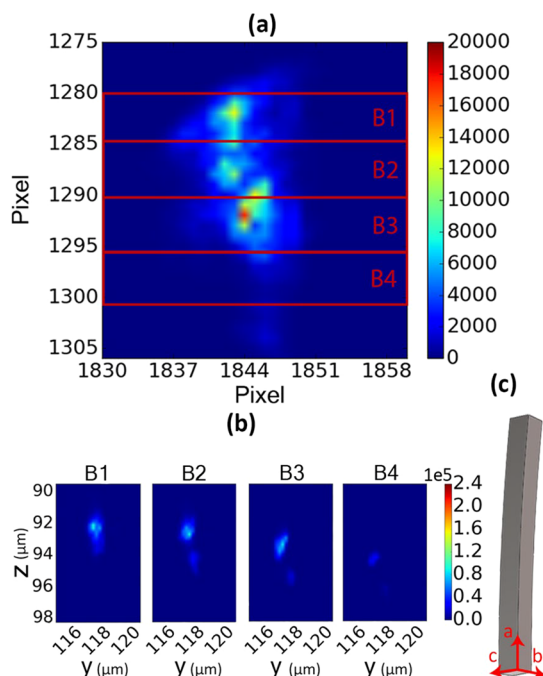 (a)
1275
1280
1285
1290
1295
1300
1305
Pixel
B1
B2
B3
B4
1830 1837 1844 1851 1858
Pixel
20000
18000
16000
14000
12000
10000
8000
6000
4000
2000
0
(b)
B1 B2 B3 B4
90
92
94
96
98
Z (μm)
116 118 120 116 118 120 116 118 120 116 118 120
y (μm) y (μm) y (μm) y (μm)
1e5
2.4
2.0
1.6
1.2
0.8
0.4
0.0
(c)
a
c b